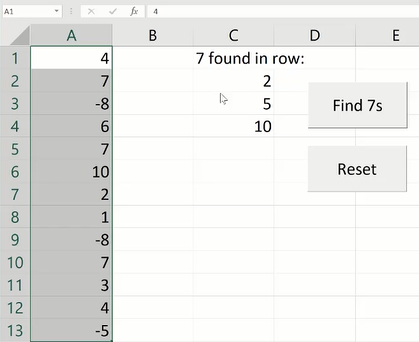 A1 fx 4
A B C D E
1 4 7 found in row:
2 7 2
3 -8 5 Find 7s
4 6 10
5 7
6 10 Reset
7 2
8 1
9 -8
10 7
11 3
12 4
13 -5